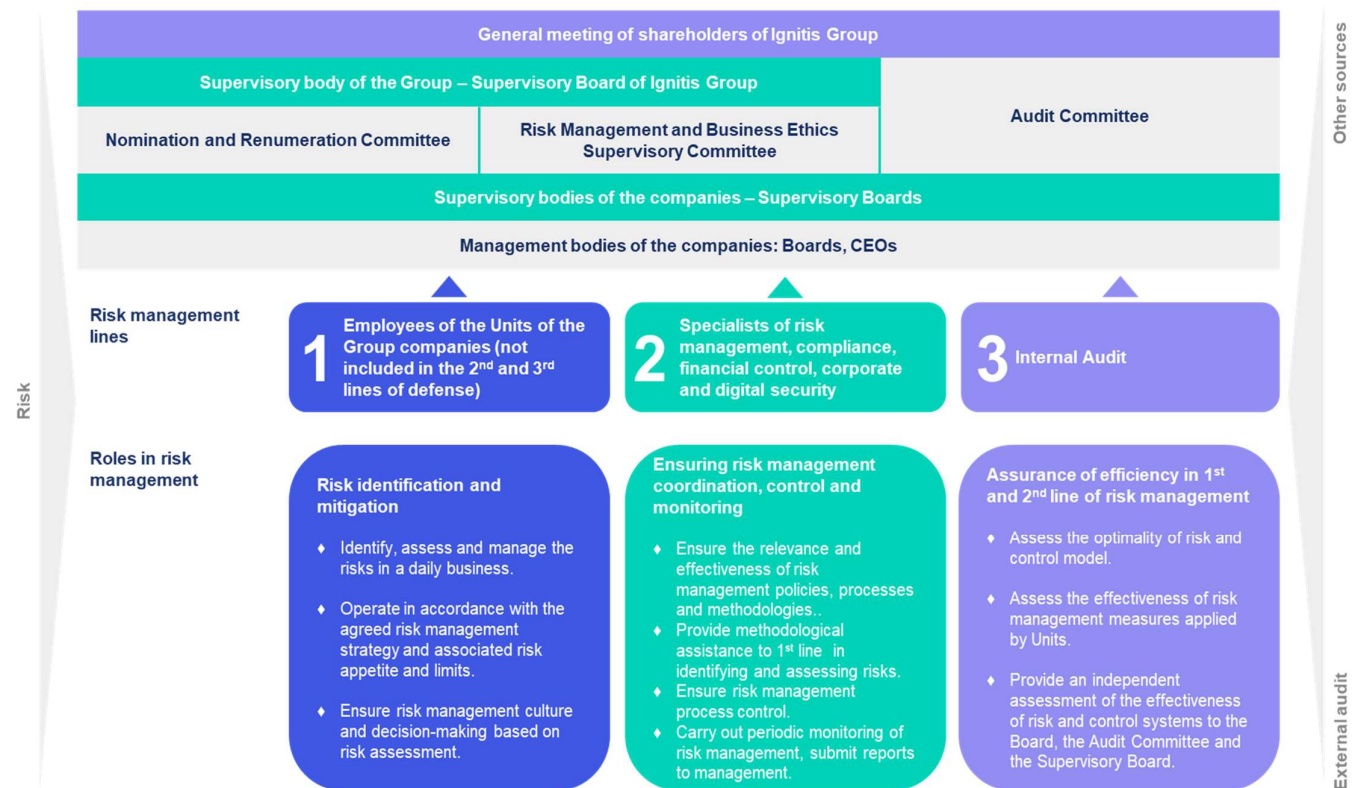 General meeting of shareholders of Ignitis Group
Supervisory body of the Group – Supervisory Board of Ignitis Group
Nomination and Renumeration Committee
Risk Management and Business Ethics
Supervisory Committee
Audit Committee
Supervisory bodies of the companies – Supervisory Boards
Management bodies of the companies: Boards, CEOs
Risk
Other sources
External audit
Risk management
lines
1
Employees of the Units of the
Group companies (not
included in the 2nd and 3rd
lines of defense)
2
Specialists of risk
management, compliance,
financial control, corporate
and digital security
3
Internal Audit
Roles in risk
management
Risk identification and
mitigation
♦ Identify, assess and manage the
risks in a daily business.
♦ Operate in accordance with the
agreed risk management
strategy and associated risk
appetite and limits.
♦ Ensure risk management culture
and decision-making based on
risk assessment.
Ensuring risk management
coordination, control and
monitoring
♦ Ensure the relevance and
effectiveness of risk
management policies, processes
and methodologies..
♦ Provide methodological
assistance to 1st line in
identifying and assessing risks.
♦ Ensure risk management
process control.
♦ Carry out periodic monitoring of
risk management, submit reports
to management.
Assurance of efficiency in 1st
and 2nd line of risk management
♦ Assess the optimality of risk and
control model.
♦ Assess the effectiveness of risk
management measures applied
by Units.
♦ Provide an independent
assessment of the effectiveness
of risk and control systems to the
Board, the Audit Committee and
the Supervisory Board.